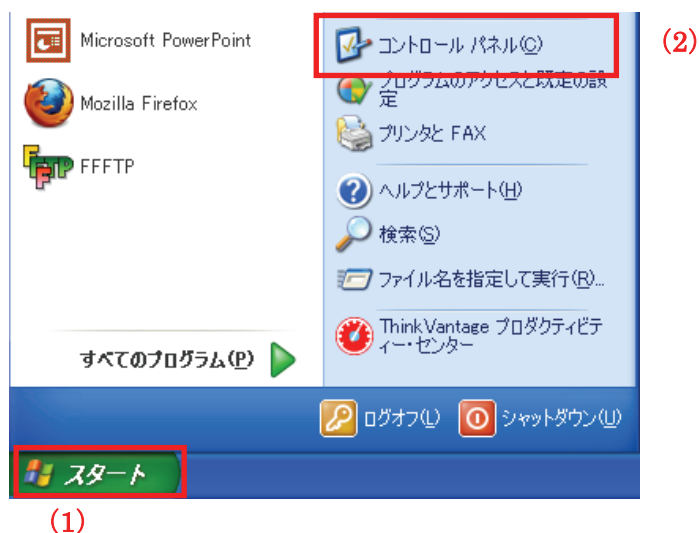 Microsoft PowerPoint
Mozilla Firefox
FFFTP
すべてのプログラム(P)
コントロール パネル(C)
(2)
プログラムのアクセスと既定の設
定
プリンタと FAX
ヘルプとサポート(H)
検索(S)
ファイル名を指定して実行(R)...
ThinkVantage プロダクティビテ
ィー・センター
ログオフ(L)
シャットダウン(U)
スタート
(1)